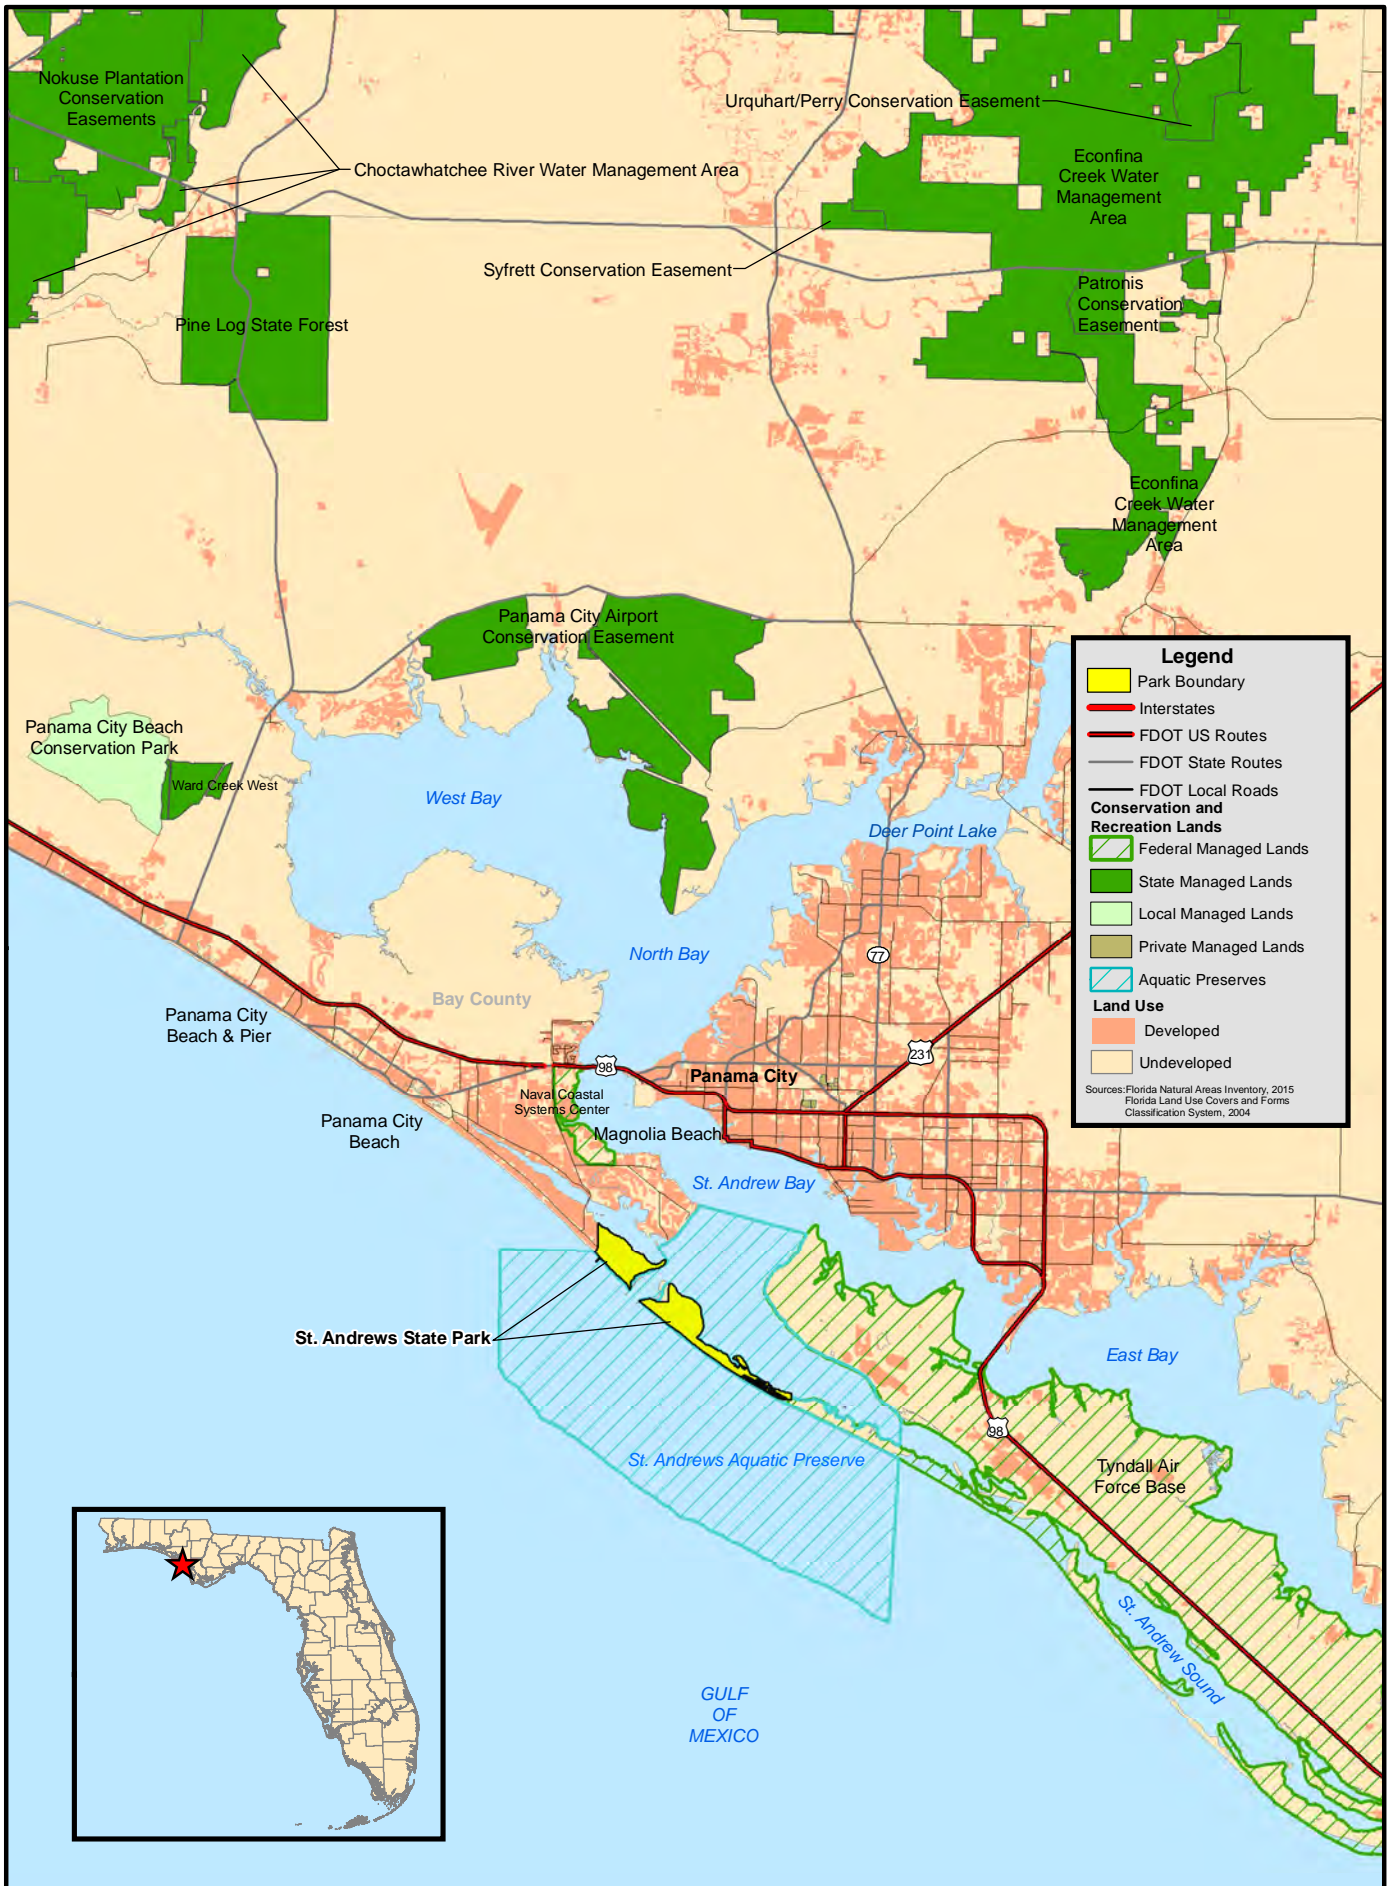 Nokuse Plantation
Conservation
Easements
Urquhart/Perry Conservation Easement
Choctawhatchee River Water Management Area
Econfina
Creek Water
Management
Area
Syfrett Conservation Easement
Patronis
Conservation
Easement
Pine Log State Forest
Econfina
Creek Water
Management
Area
Panama City Airport
Conservation Easement
Panama City Beach
Conservation Park
Ward Creek West
West Bay
Deer Point Lake
North Bay
77
Bay County
Panama City
Beach & Pier
98
231
Panama City
Naval Coastal
Systems Center
Panama City
Beach
Magnolia Beach
St. Andrew Bay
St. Andrews State Park
East Bay
98
St. Andrews Aquatic Preserve
Tyndall Air
Force Base
St. Andrew Sound
GULF
OF
MEXICO
Legend
Park Boundary
Interstates
FDOT US Routes
FDOT State Routes
FDOT Local Roads
Conservation and
Recreation Lands
Federal Managed Lands
State Managed Lands
Local Managed Lands
Private Managed Lands
Aquatic Preserves
Land Use
Developed
Undeveloped
Sources:Florida Natural Areas Inventory, 2015
Florida Land Use Covers and Forms
Classification System, 2004